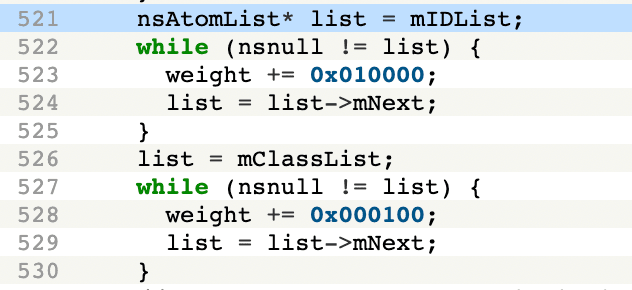 521 nsAtomList* list = mIDList;
522 while (nsnull != list) {
523 weight += 0x010000;
524 list = list->mNext;
525 }
526 list = mClassList;
527 while (nsnull != list) {
528 weight += 0x000100;
529 list = list->mNext;
530 }